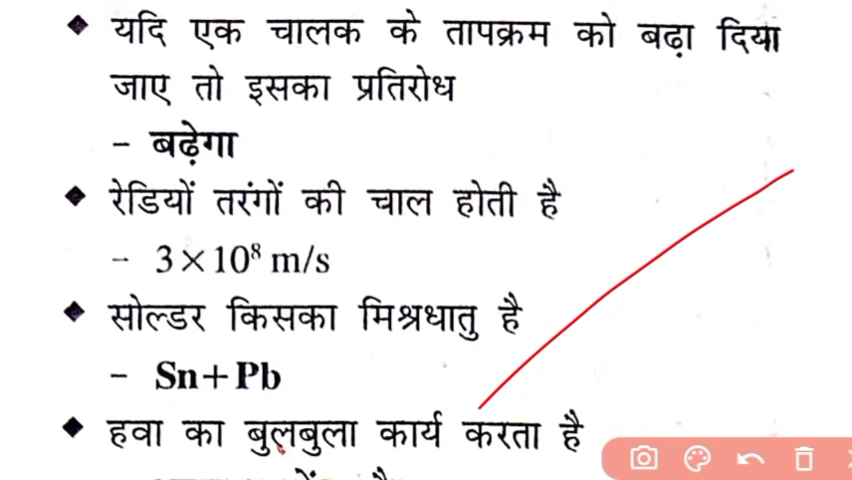 ◆ यदि एक चालक के तापक्रम को बढ़ा दिया
जाए तो इसका प्रतिरोध
– बढ़ेगा
◆ रेडियों तरंगों की चाल होती है
– 3×10⁸ m/s
◆ सोल्डर किसका मिश्रधातु है
– Sn+Pb
◆ हवा का बुलबुला कार्य करता है